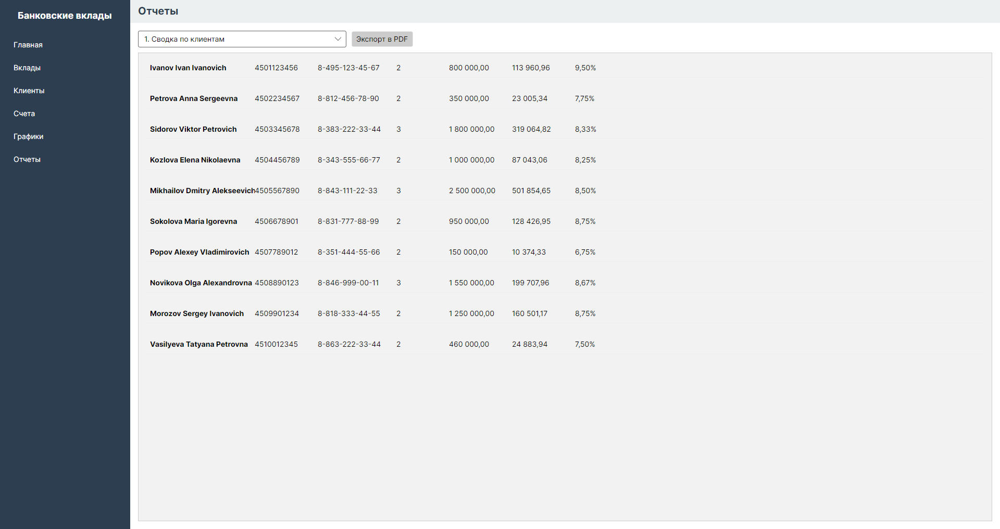 Банковские вклады
Главная
Вклады
Клиенты
Счета
Графики
Отчеты
Отчеты
1. Сводка по клиентам
Экспорт в PDF
Ivanov Ivan Ivanovich 4501123456 8-495-123-45-67 2 800 000,00 113 960,96 9,50%
Petrova Anna Sergeevna 4502234567 8-812-456-78-90 2 350 000,00 23 005,34 7,75%
Sidorov Viktor Petrovich 4503345678 8-383-222-33-44 3 1 800 000,00 319 064,82 8,33%
Kozlova Elena Nikolaevna 4504456789 8-343-555-66-77 2 1 000 000,00 87 043,06 8,25%
Mikhailov Dmitry Alekseevich 4505567890 8-843-111-22-33 3 2 500 000,00 501 854,65 8,50%
Sokolova Maria Igorevna 4506678901 8-831-777-88-99 2 950 000,00 128 426,95 8,75%
Popov Alexey Vladimirovich 4507789012 8-351-444-55-66 2 150 000,00 10 374,33 6,75%
Novikova Olga Alexandrovna 4508890123 8-846-999-00-11 3 1 550 000,00 199 707,96 8,67%
Morozov Sergey Ivanovich 4509901234 8-818-333-44-55 2 1 250 000,00 160 501,17 8,75%
Vasilyeva Tatyana Petrovna 4510012345 8-863-222-33-44 2 460 000,00 24 883,94 7,50%